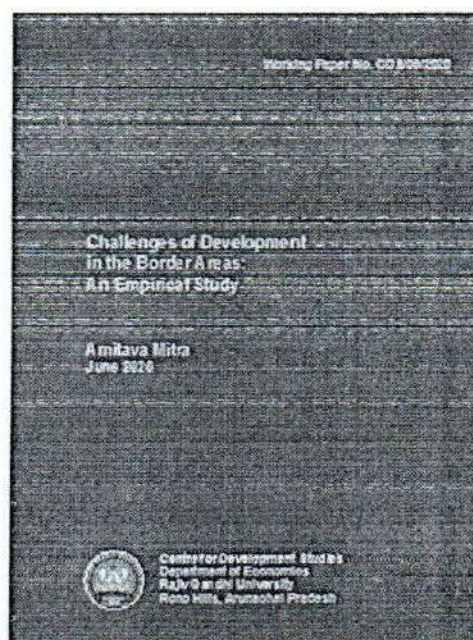 Working Paper No.
Challenges of Development
in the Border Areas:
An Empirical Study
Amitava Mitra
June 2020
Centre for Development Studies
Department of Economics
Rajiv Gandhi University
Rono Hills, Arunachal Pradesh